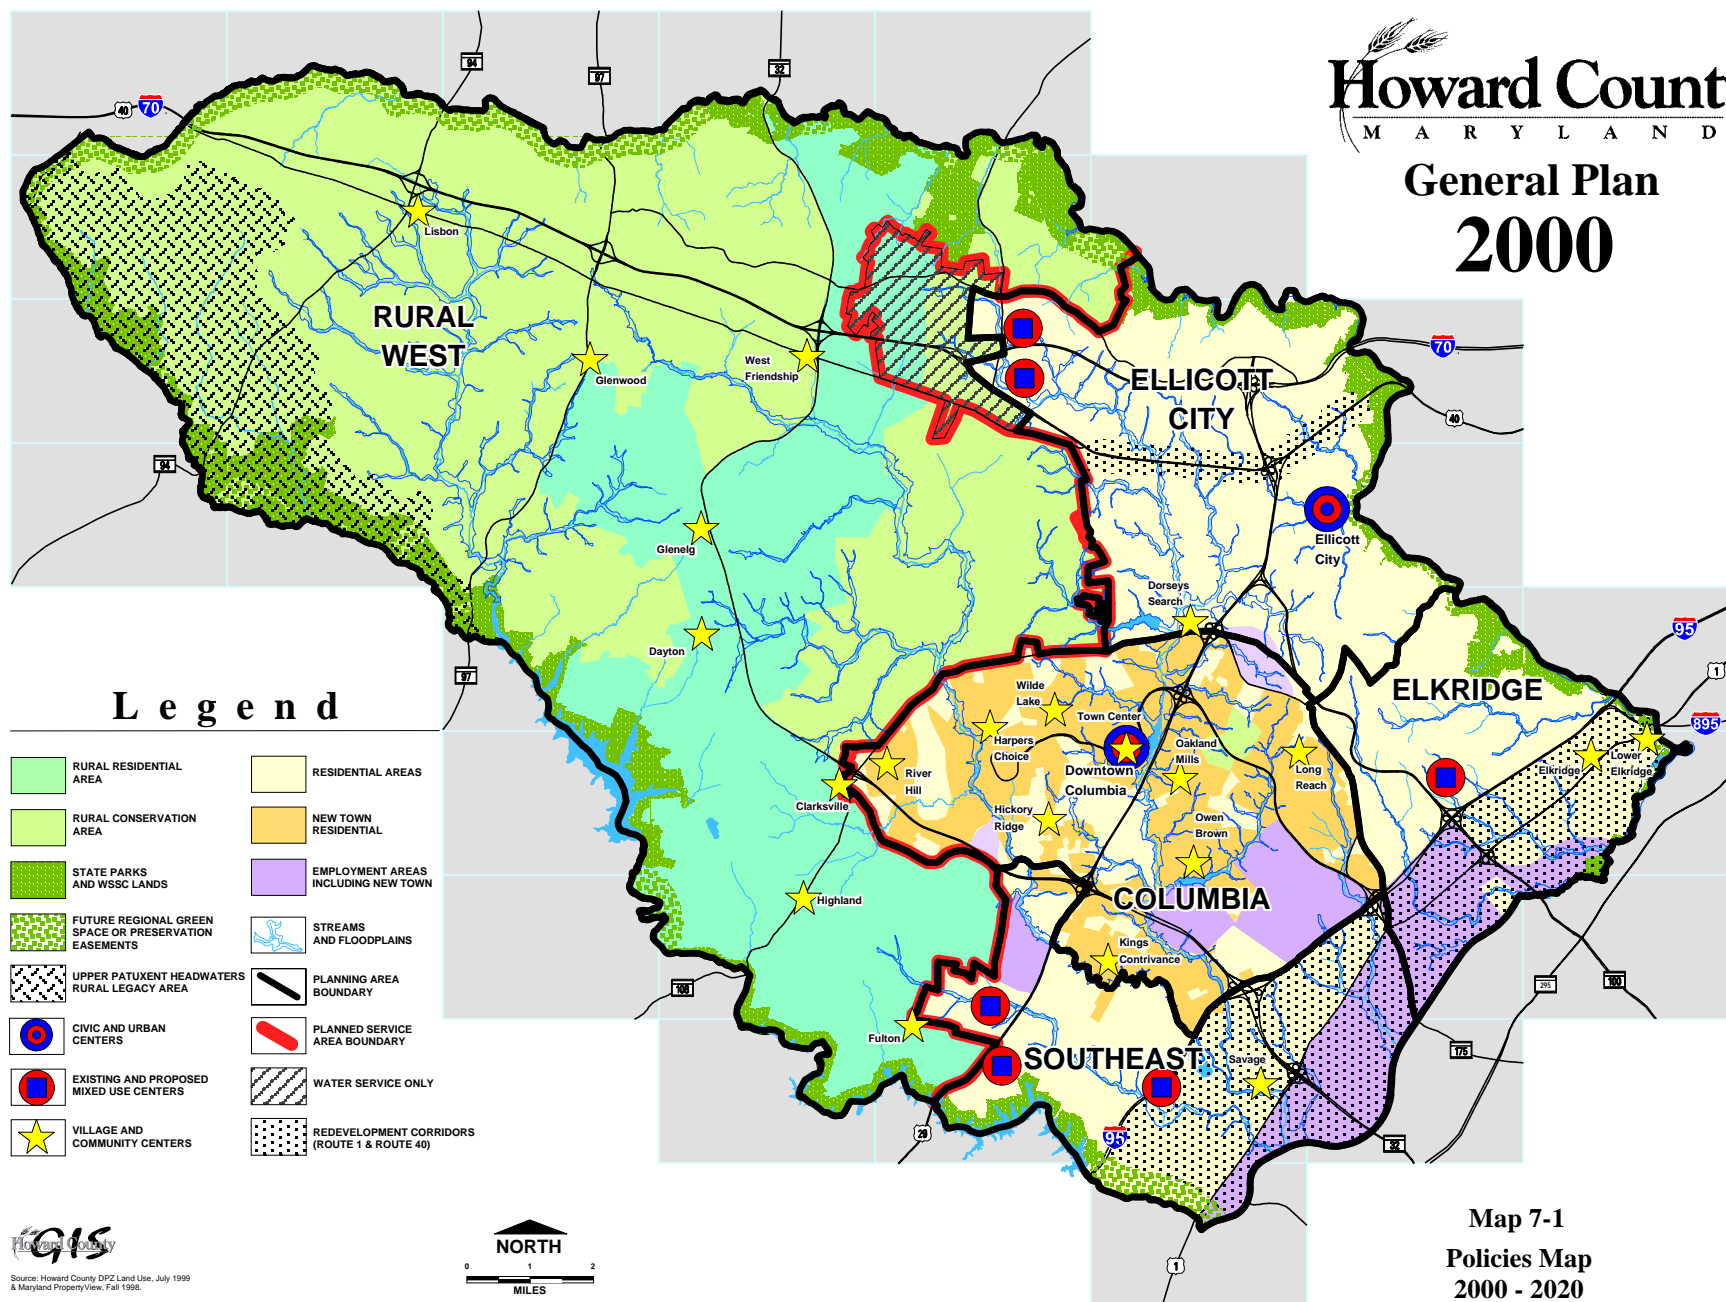 Howard Count
MARYLAND
General Plan
2000
94
97
32
40
70
Lisbon
RURAL
WEST
Glenwood
West
Friendship
70
40
ELLICOTT
CITY
94
Glenelg
Ellicott
City
Dorseys
Search
95
1
Dayton
97
ELKRIDGE
Wilde
Lake
Town Center
895
Harpers
Choice
Oakland
Mills
Lower
Elkridge
Elkridge
River
Hill
Downtown
Columbia
Long
Reach
Clarksville
Hickory
Ridge
Owen
Brown
Highland
COLUMBIA
Kings
Contrivance
108
295
100
Fulton
SOUTHEAST
Savage
175
29
95
32
1
Legend
RURAL RESIDENTIAL
AREA
RURAL CONSERVATION
AREA
STATE PARKS
AND WSSC LANDS
FUTURE REGIONAL GREEN
SPACE OR PRESERVATION
EASEMENTS
UPPER PATUXENT HEADWATERS
RURAL LEGACY AREA
CIVIC AND URBAN
CENTERS
EXISTING AND PROPOSED
MIXED USE CENTERS
VILLAGE AND
COMMUNITY CENTERS
RESIDENTIAL AREAS
NEW TOWN
RESIDENTIAL
EMPLOYMENT AREAS
INCLUDING NEW TOWN
STREAMS
AND FLOODPLAINS
PLANNING AREA
BOUNDARY
PLANNED SERVICE
AREA BOUNDARY
WATER SERVICE ONLY
REDEVELOPMENT CORRIDORS
(ROUTE 1 & ROUTE 40)
Howard County
GIS
Source: Howard County DPZ Land Use, July 1999
& Maryland PropertyView, Fall 1998.
NORTH
0 1 2
MILES
Map 7-1
Policies Map
2000 - 2020